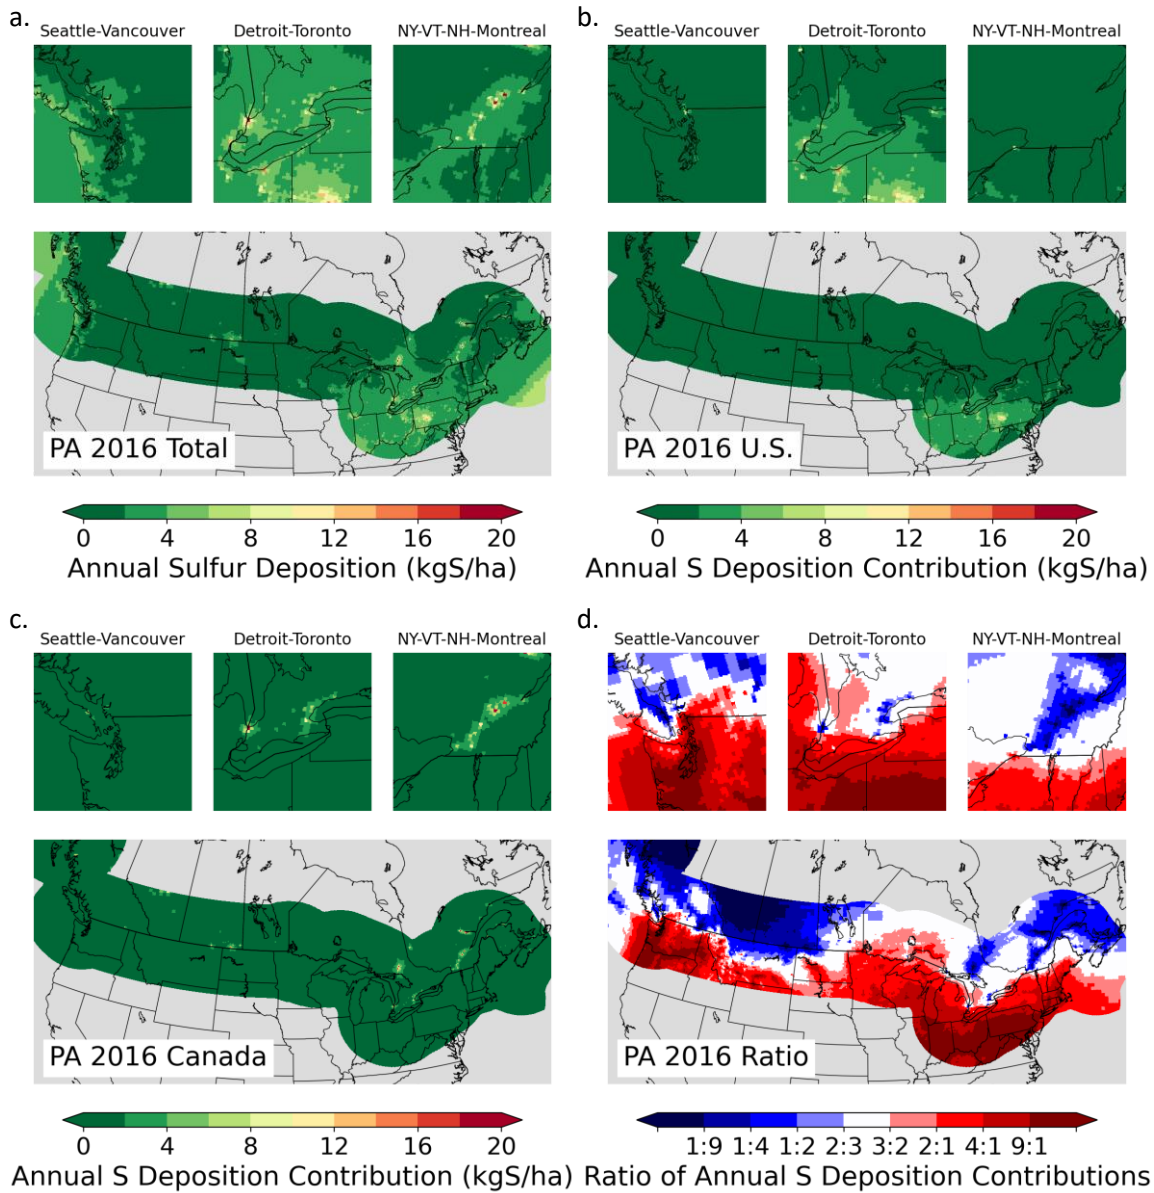 a.
Seattle-Vancouver
Detroit-Toronto
NY-VT-NH-Montreal
PA 2016 Total
0 4 8 12 16 20
Annual Sulfur Deposition (kgS/ha)
b.
Seattle-Vancouver
Detroit-Toronto
NY-VT-NH-Montreal
PA 2016 U.S.
0 4 8 12 16 20
Annual S Deposition Contribution (kgS/ha)
c.
Seattle-Vancouver
Detroit-Toronto
NY-VT-NH-Montreal
PA 2016 Canada
0 4 8 12 16 20
Annual S Deposition Contribution (kgS/ha)
d.
Seattle-Vancouver
Detroit-Toronto
NY-VT-NH-Montreal
PA 2016 Ratio
1:9 1:4 1:2 2:3 3:2 2:1 4:1 9:1
Ratio of Annual S Deposition Contributions